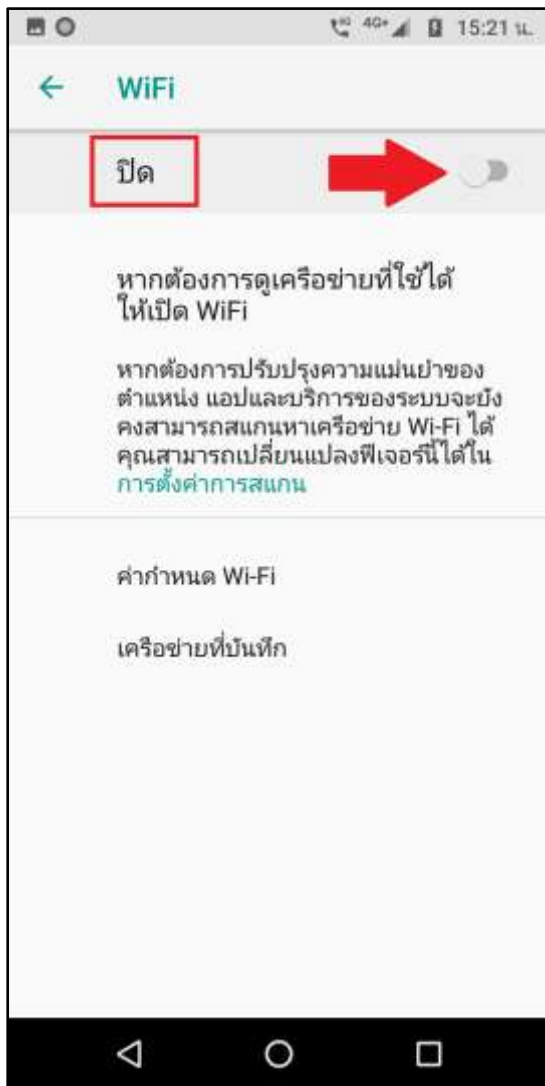 4G+ 15:21 น.
WiFi
ปิด
หากต้องการดูเครือข่ายที่ใช้ได้
ให้เปิด WiFi
หากต้องการปรับปรุงความแม่นยำของ
ตำแหน่ง แอปและบริการของระบบจะยัง
คงสามารถสแกนหาเครือข่าย Wi-Fi ได้
คุณสามารถเปลี่ยนแปลงฟีเจอร์นี้ได้ใน
การตั้งค่าการสแกน
ค่ากำหนด Wi-Fi
เครือข่ายที่บันทึก